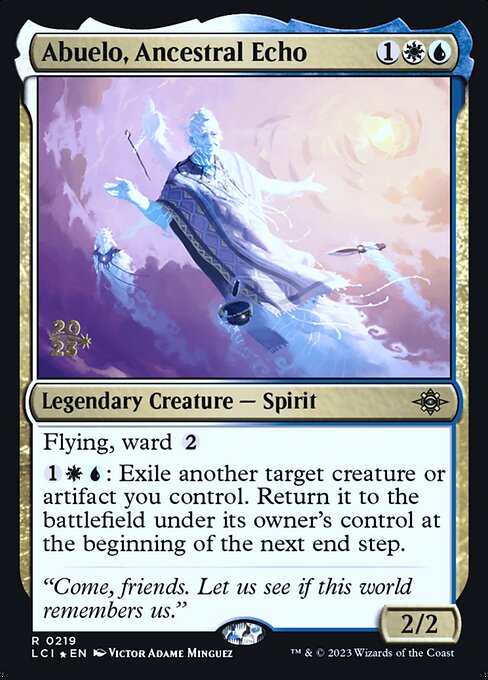 Abuelo, Ancestral Echo 1
20
23
Legendary Creature — Spirit
Flying, ward 2
1 : Exile another target creature or
artifact you control. Return it to the
battlefield under its owner's control at
the beginning of the next end step.
“Come, friends. Let us see if this world
remembers us.”
2/2
R 0219
LCI ★ EN Victor Adame Minguez
™ & © 2023 Wizards of the Coast